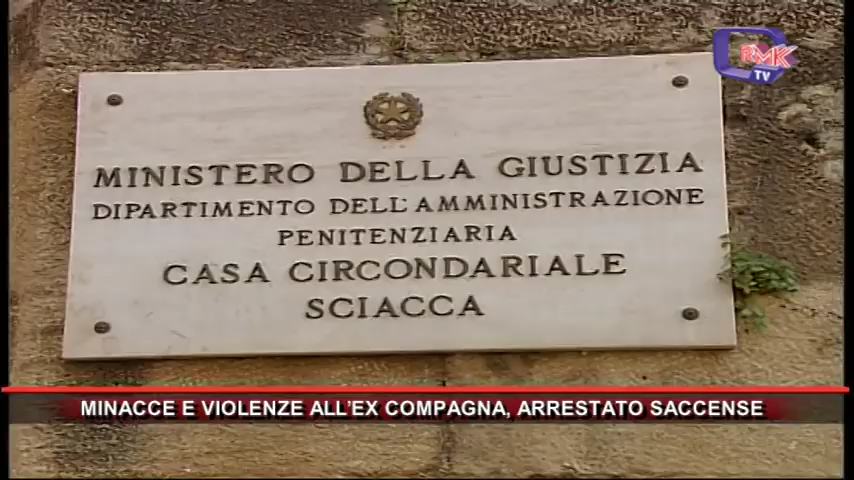 RMK
TV
MINISTERO DELLA GIUSTIZIA
DIPARTIMENTO DELL'AMMINISTRAZIONE
PENITENZIARIA
CASA CIRCONDARIALE
SCIACCA
MINACCE E VIOLENZE ALL'EX COMPAGNA, ARRESTATO SACCENSE